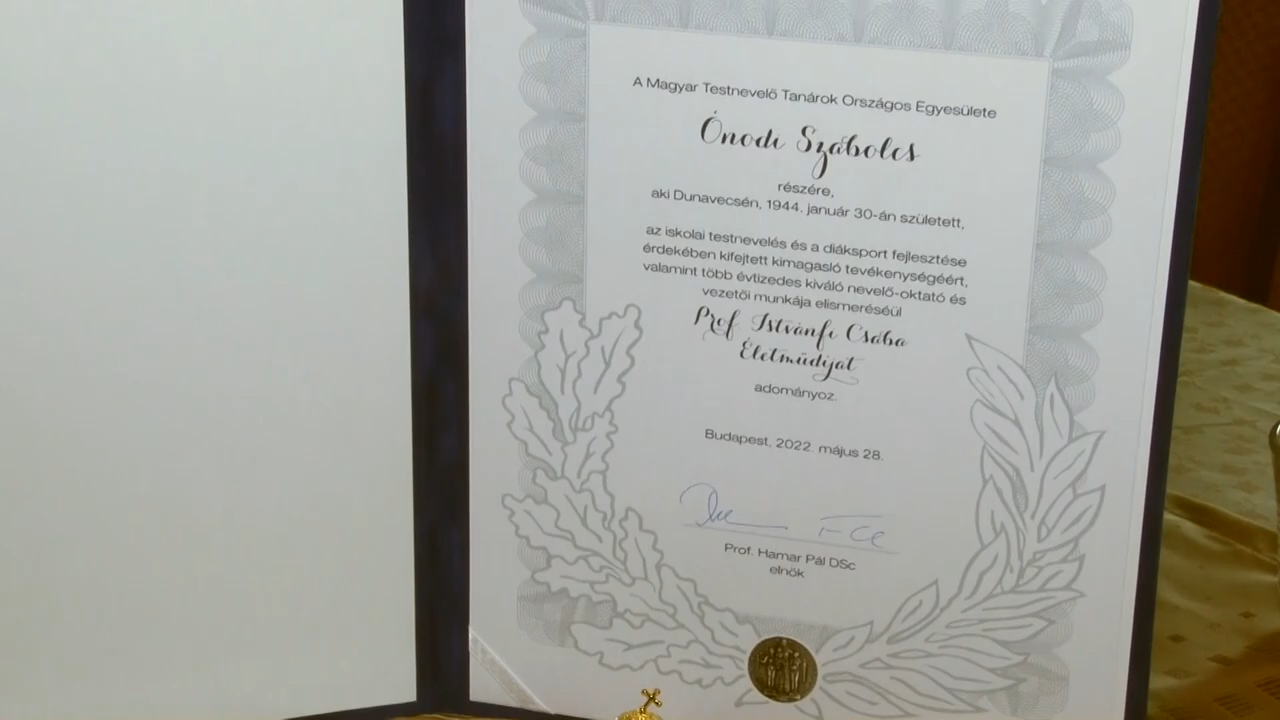 A Magyar Testnevelő Tanárok Országos Egyesülete
Ónodi Szabolcs
részére,
aki Dunavecsén, 1944. január 30-án született,
az iskolai testnevelés és a diáksport fejlesztése
érdekében kifejtett kimagasló tevékenységéért,
valamint több évtizedes kiváló nevelő-oktató és
vezetői munkája elismeréséül
Prof. Istvánfi Csaba
Életműdíjat
adományoz.
Budapest, 2022. május 28.
Prof. Hamar Pál DSc
elnök